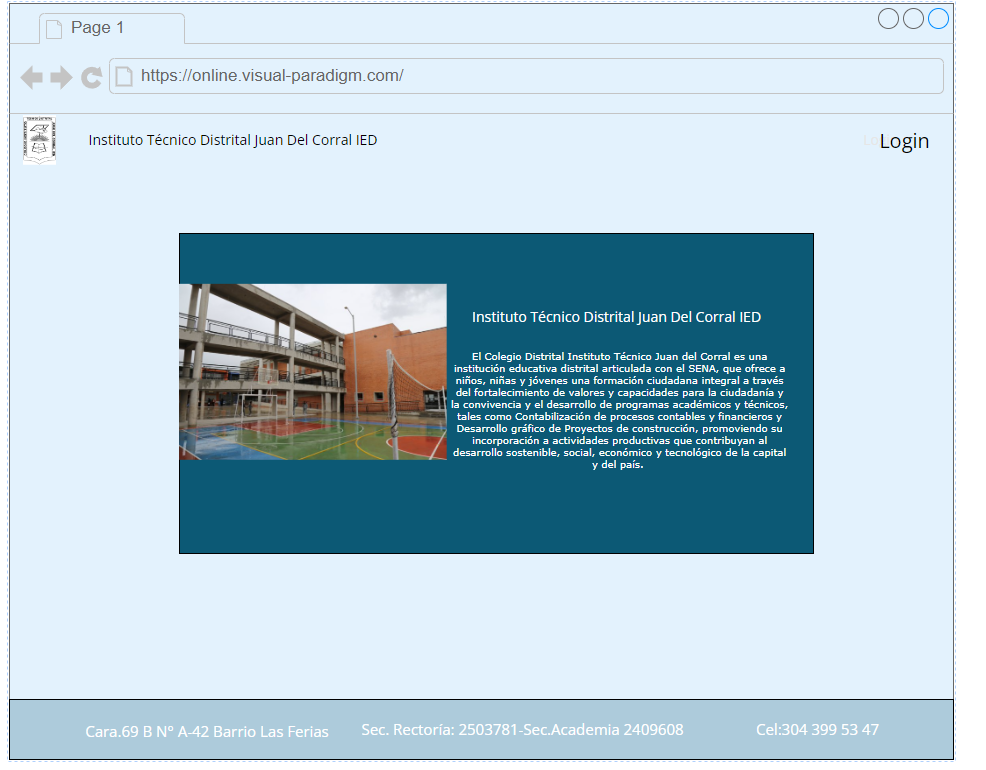 Page 1
https://online.visual-paradigm.com/
Instituto Técnico Distrital Juan Del Corral IED
Login
Instituto Técnico Distrital Juan Del Corral IED
El Colegio Distrital Instituto Técnico Juan del Corral es una
institución educativa distrital articulada con el SENA, que ofrece a
niños, niñas y jóvenes una formación ciudadana integral a través
del fortalecimiento de valores y capacidades para la ciudadanía y
la convivencia y el desarrollo de programas académicos y técnicos,
tales como Contabilización de procesos contables y financieros y
Desarrollo gráfico de Proyectos de construcción, promoviendo su
incorporación a actividades productivas que contribuyan al
desarrollo sostenible, social, económico y tecnológico de la capital
y del país.
Cara.69 B N° A-42 Barrio Las Ferias
Sec. Rectoría: 2503781-Sec.Academia 2409608
Cel:304 399 53 47